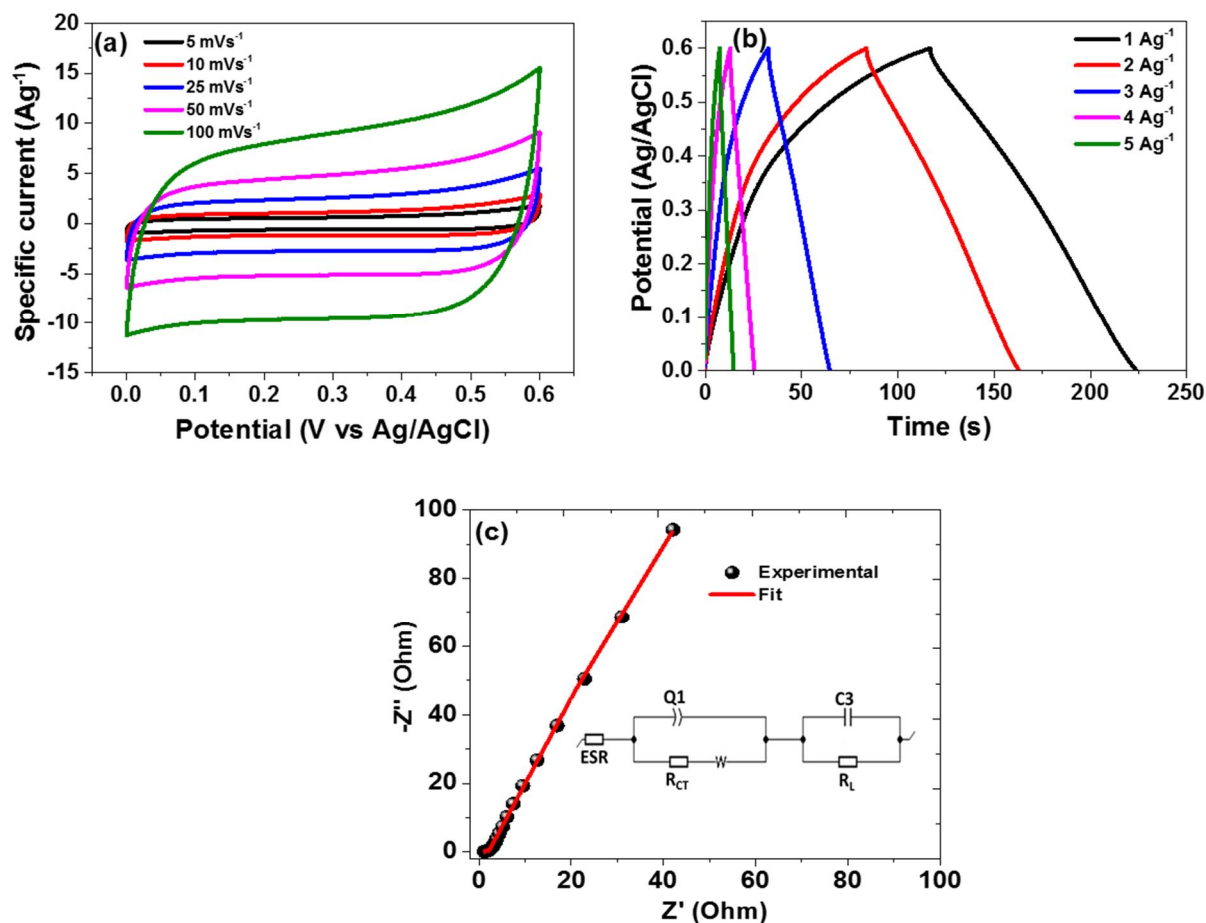 (a)
5 mVs⁻¹
10 mVs⁻¹
25 mVs⁻¹
50 mVs⁻¹
100 mVs⁻¹
Specific current (Ag⁻¹)
20
15
10
5
0
-5
-10
-15
0.0 0.1 0.2 0.3 0.4 0.5 0.6
Potential (V vs Ag/AgCl)
(b)
1 Ag⁻¹
2 Ag⁻¹
3 Ag⁻¹
4 Ag⁻¹
5 Ag⁻¹
Potential (Ag/AgCl)
0.6
0.5
0.4
0.3
0.2
0.1
0.0
0 50 100 150 200 250
Time (s)
(c)
Experimental
Fit
-Z'' (Ohm)
100
80
60
40
20
0
Q1
C3
ESR
R_CT
W
R_L
0 20 40 60 80 100
Z' (Ohm)